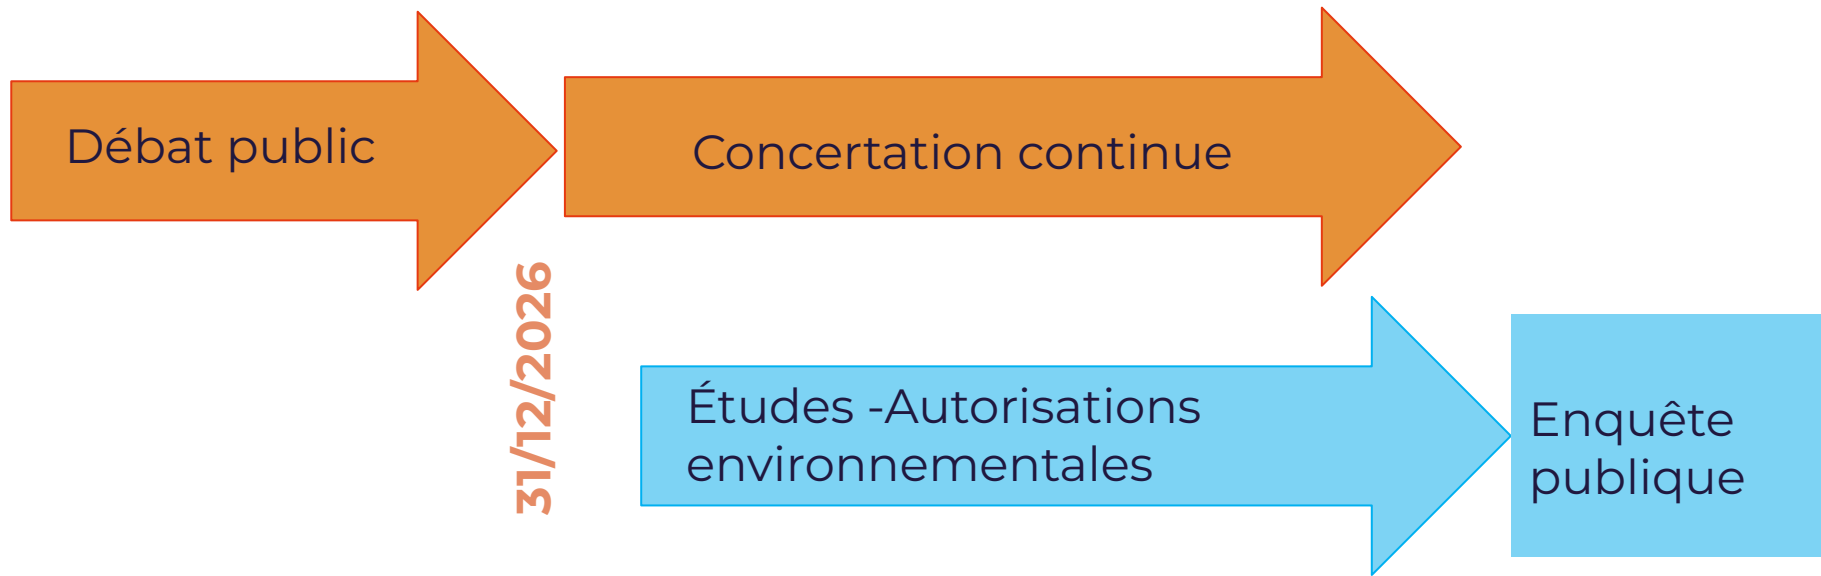 Débat public
Concertation continue
31/12/2026
Études -Autorisations
environnementales
Enquête
publique